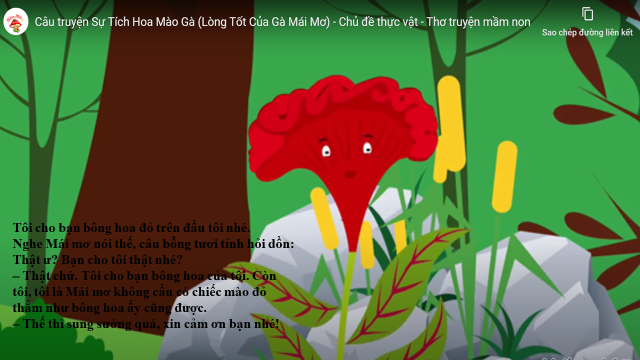 Câu truyện Sự Tích Hoa Mào Gà (Lòng Tốt Của Gà Mái Mơ) - Chủ đề thực vật - Thơ truyện mầm non
Sao chép đường liên kết
Tôi cho bạn bông hoa đỏ trên đầu tôi nhé.
Nghe Mái mơ nói thế, câu bỗng tươi tỉnh hỏi dồn:
Thật ư? Bạn cho tôi thật nhé?
– Thật chứ. Tôi cho bạn bông hoa của tôi. Còn
tôi, tôi là Mái mơ không cần có chiếc mào đỏ
thắm như bông hoa ấy cũng được.
– Thế thì sung sướng quá, xin cảm ơn bạn nhé!